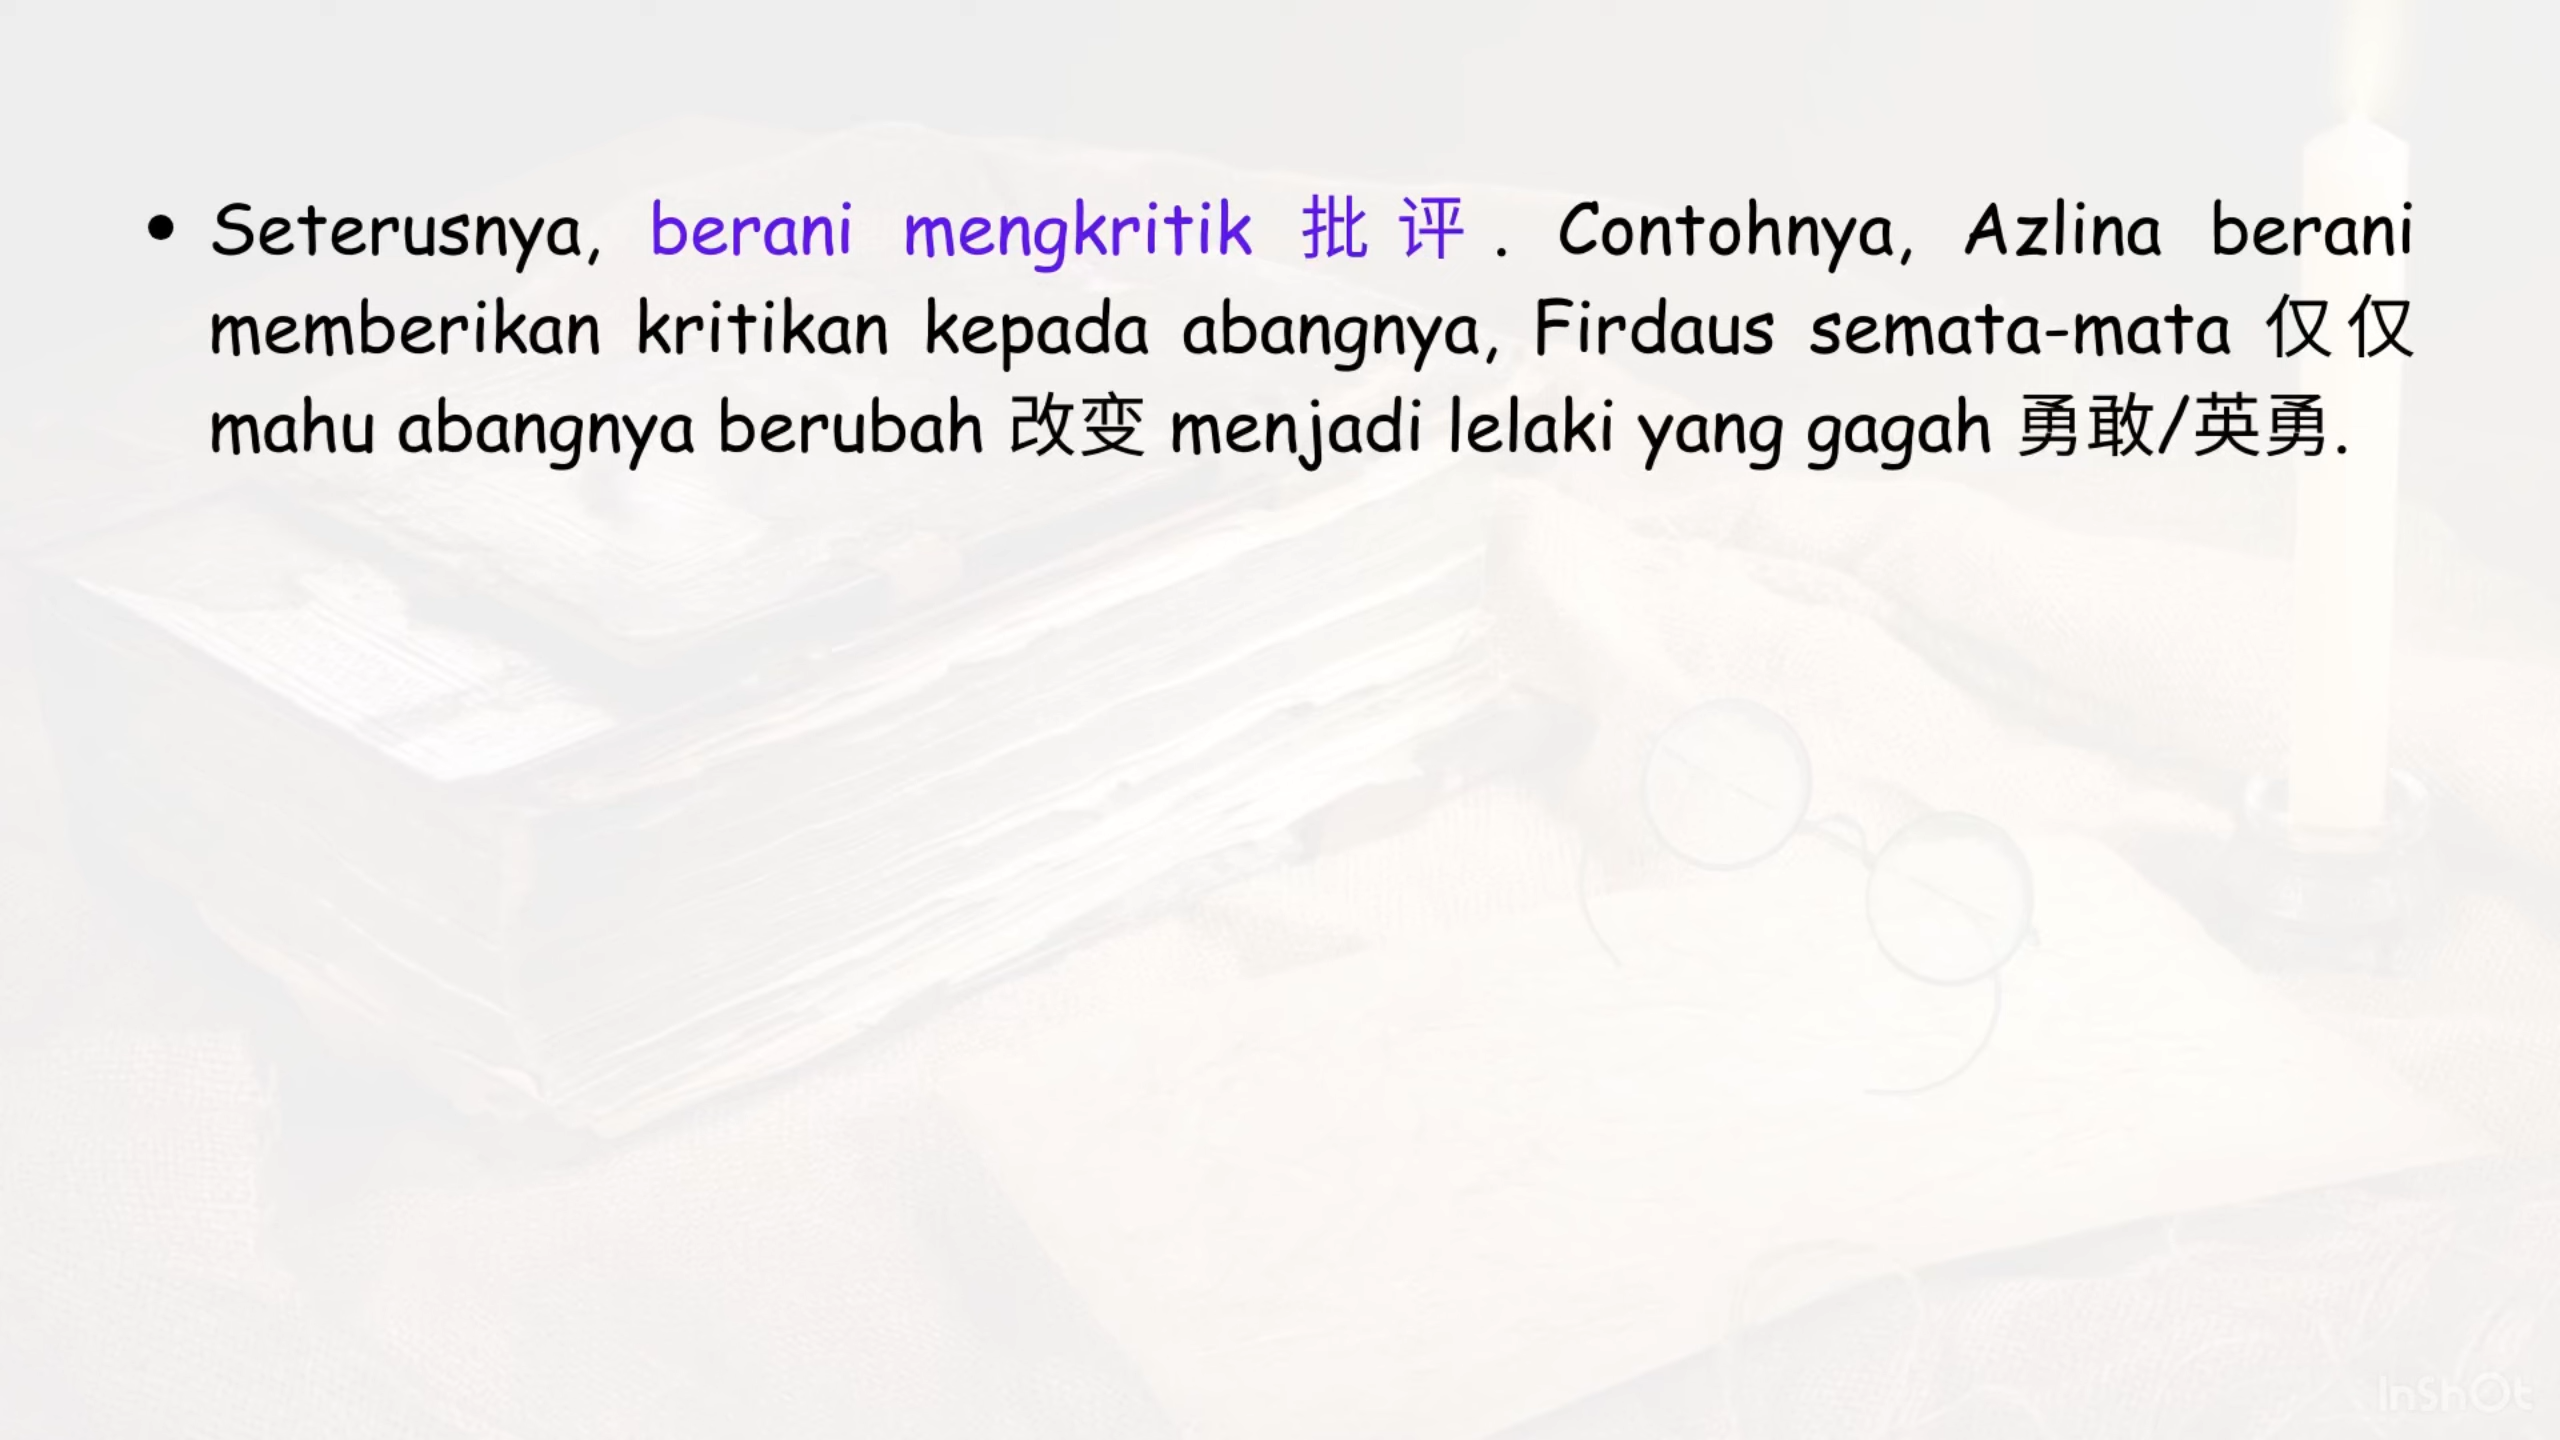 • Seterusnya, berani mengkritik 批评. Contohnya, Azlina berani
memberikan kritikan kepada abangnya, Firdaus semata-mata 仅仅
mahu abangnya berubah 改变 menjadi lelaki yang gagah 勇敢/英勇.
InShOt